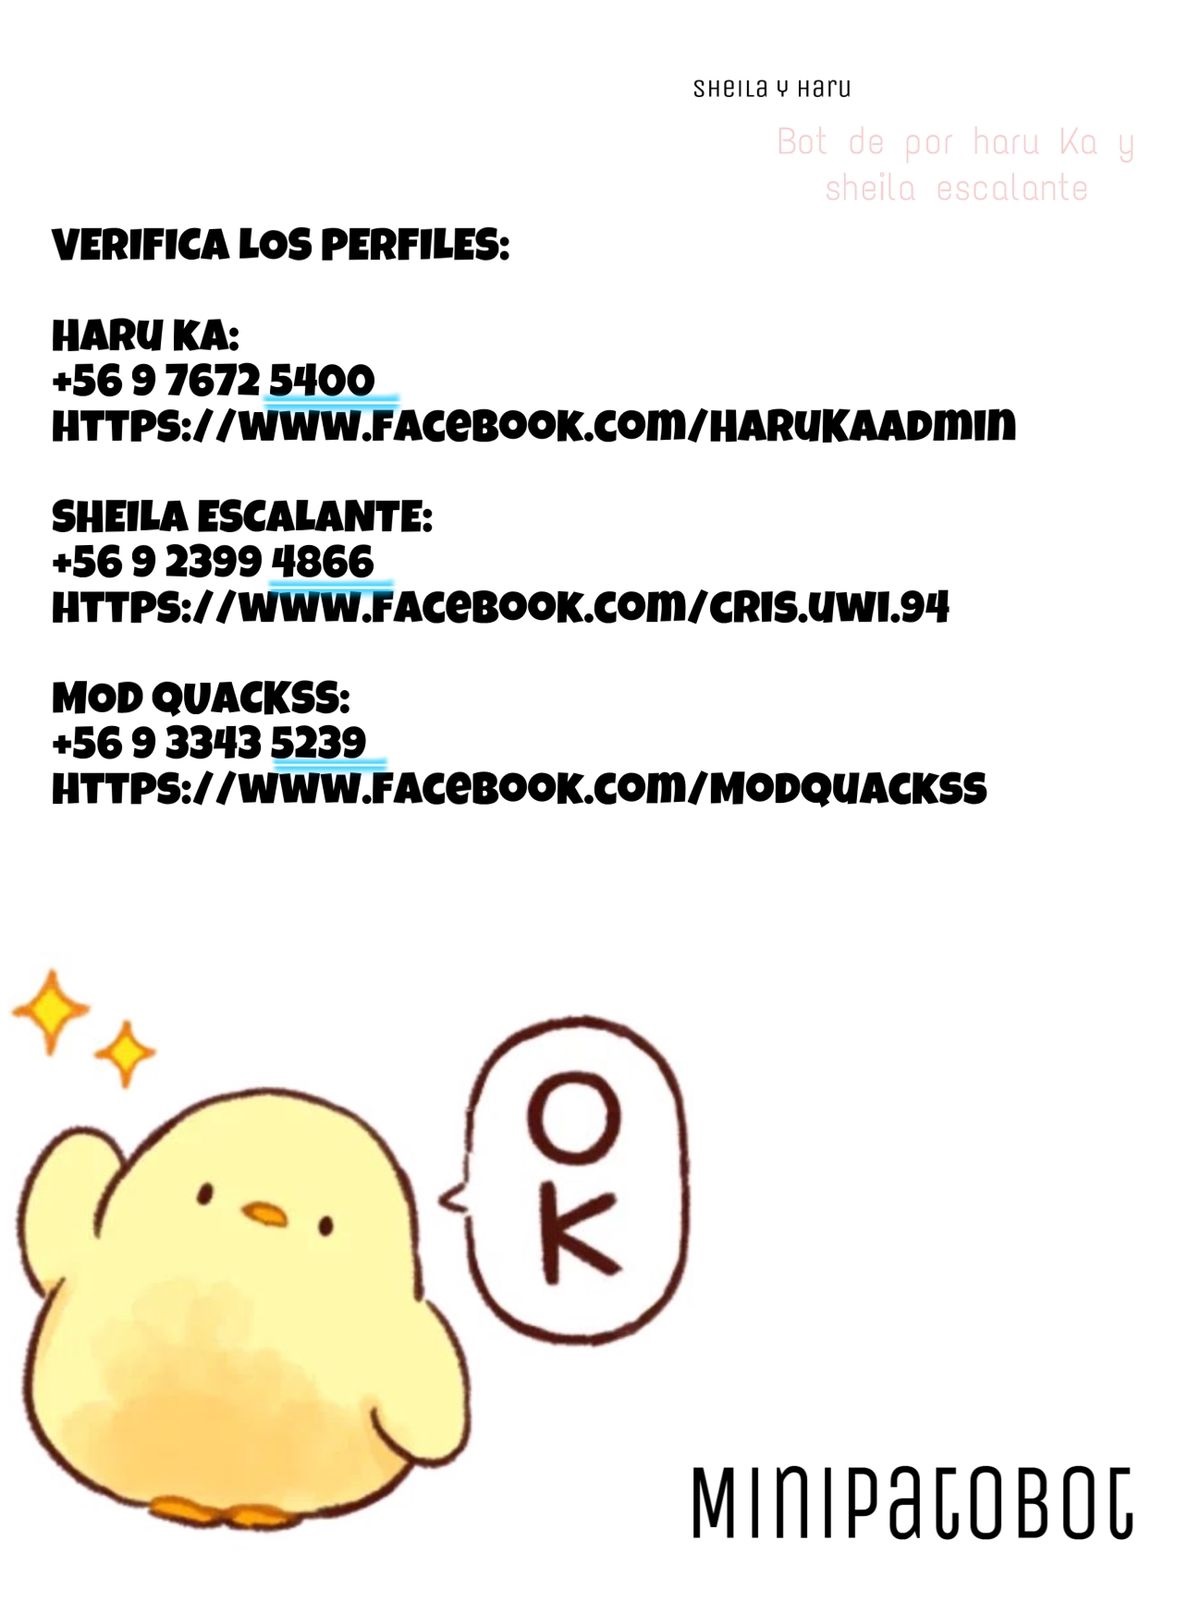 SHEILA Y HARU
Bot de por haru Ka y
sheila escalante
VERIFICA LOS PERFILES:
HARU KA:
+56 9 7672 5400
HTTPS://WWW.FACEBOOK.COM/HARUKAADMIN
SHEILA ESCALANTE:
+56 9 2399 4866
HTTPS://WWW.FACEBOOK.COM/CRIS.UWI.94
MOD QUACKSS:
+56 9 3343 5239
HTTPS://WWW.FACEBOOK.COM/MODQUACKSS
OK
MINIPATOBOT